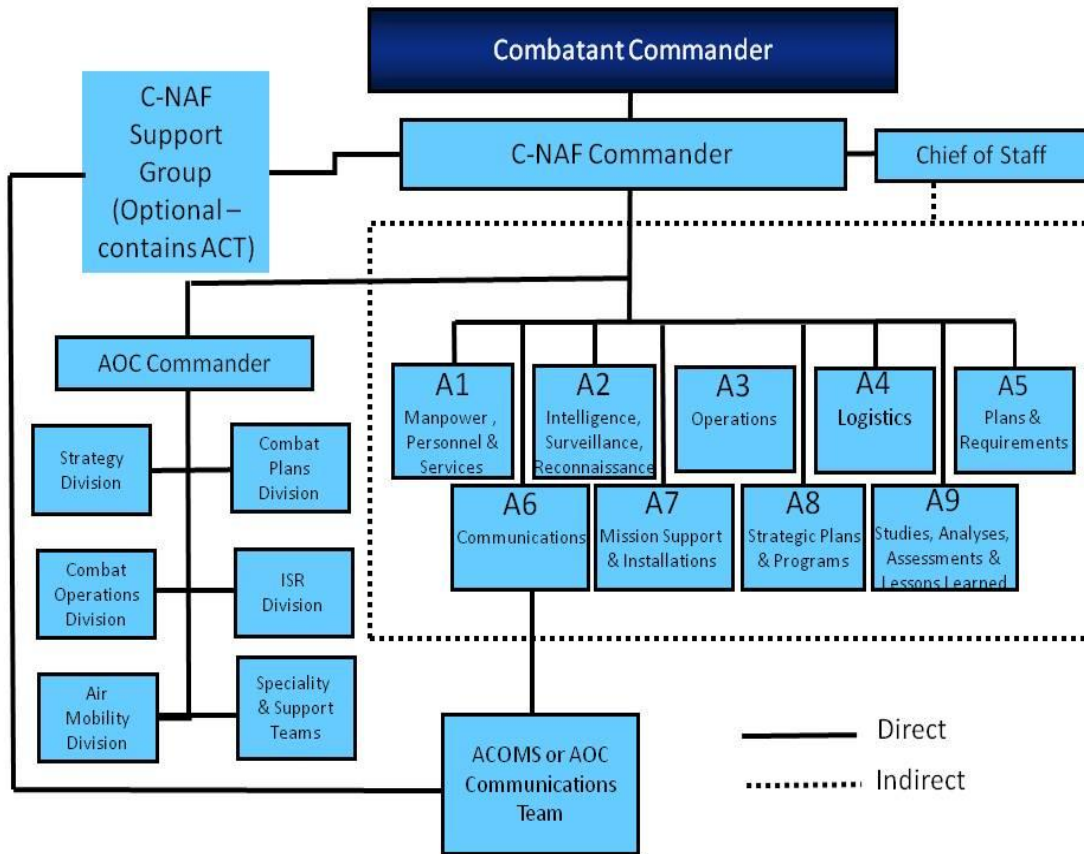 Combatant Commander
C-NAF
Support
Group
(Optional –
contains ACT)
C-NAF Commander
Chief of Staff
AOC Commander
Strategy
Division
Combat
Plans
Division
Combat
Operations
Division
ISR
Division
Air
Mobility
Division
Speciality
& Support
Teams
A1
Manpower ,
Personnel &
Services
A2
Intelligence,
Surveillance,
Reconnaissance
A3
Operations
A4
Logistics
A5
Plans &
Requirements
A6
Communications
A7
Mission Support
& Installations
A8
Strategic Plans
& Programs
A9
Studies, Analyses,
Assessments &
Lessons Learned
ACOMS or AOC
Communications
Team
Direct
Indirect